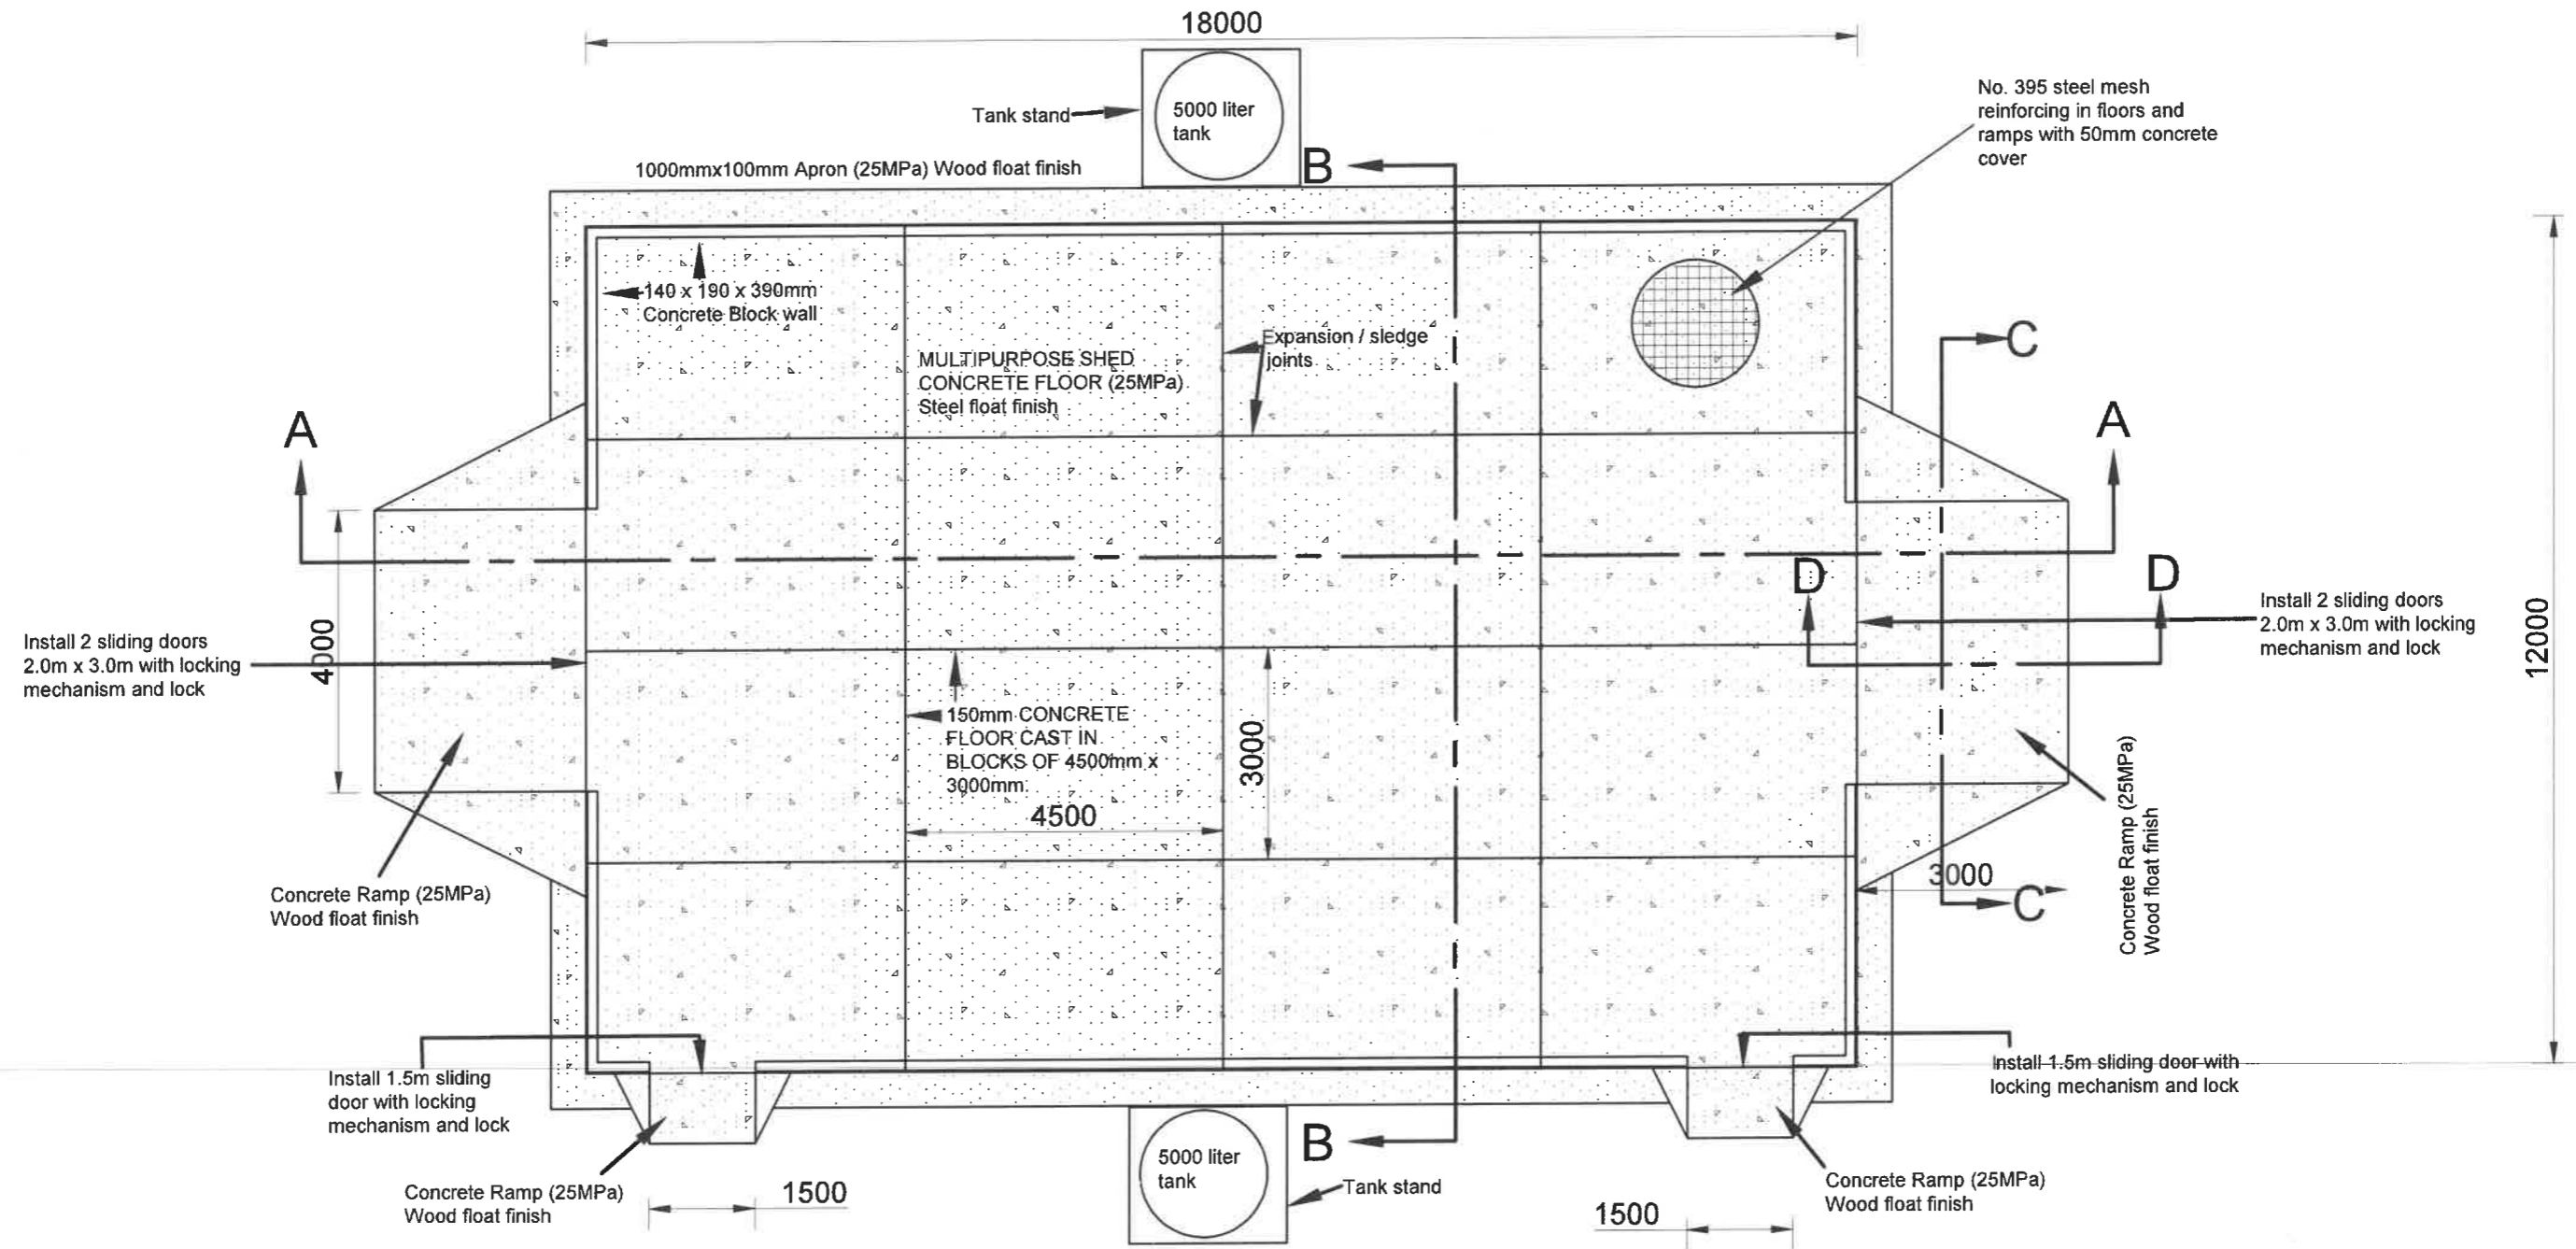 18000
Tank stand
5000 liter
tank
No. 395 steel mesh
reinforcing in floors and
ramps with 50mm concrete
cover
1000mmx100mm Apron (25MPa) Wood float finish
B
140 x 190 x 390mm
Concrete Block wall
MULTIPURPOSE SHED
CONCRETE FLOOR (25MPa)
Steel float finish
Expansion / sledge
joints
C
A
A
D
D
Install 2 sliding doors
2.0m x 3.0m with locking
mechanism and lock
4000
Install 2 sliding doors
2.0m x 3.0m with locking
mechanism and lock
12000
150mm CONCRETE
FLOOR CAST IN
BLOCKS OF 4500mm x
3000mm
3000
4500
Concrete Ramp (25MPa)
Wood float finish
Concrete Ramp (25MPa)
Wood float finish
3000
C
Install 1.5m sliding
door with locking
mechanism and lock
Install 1.5m sliding door with
locking mechanism and lock
B
5000 liter
tank
Tank stand
Concrete Ramp (25MPa)
Wood float finish
1500
Concrete Ramp (25MPa)
Wood float finish
1500